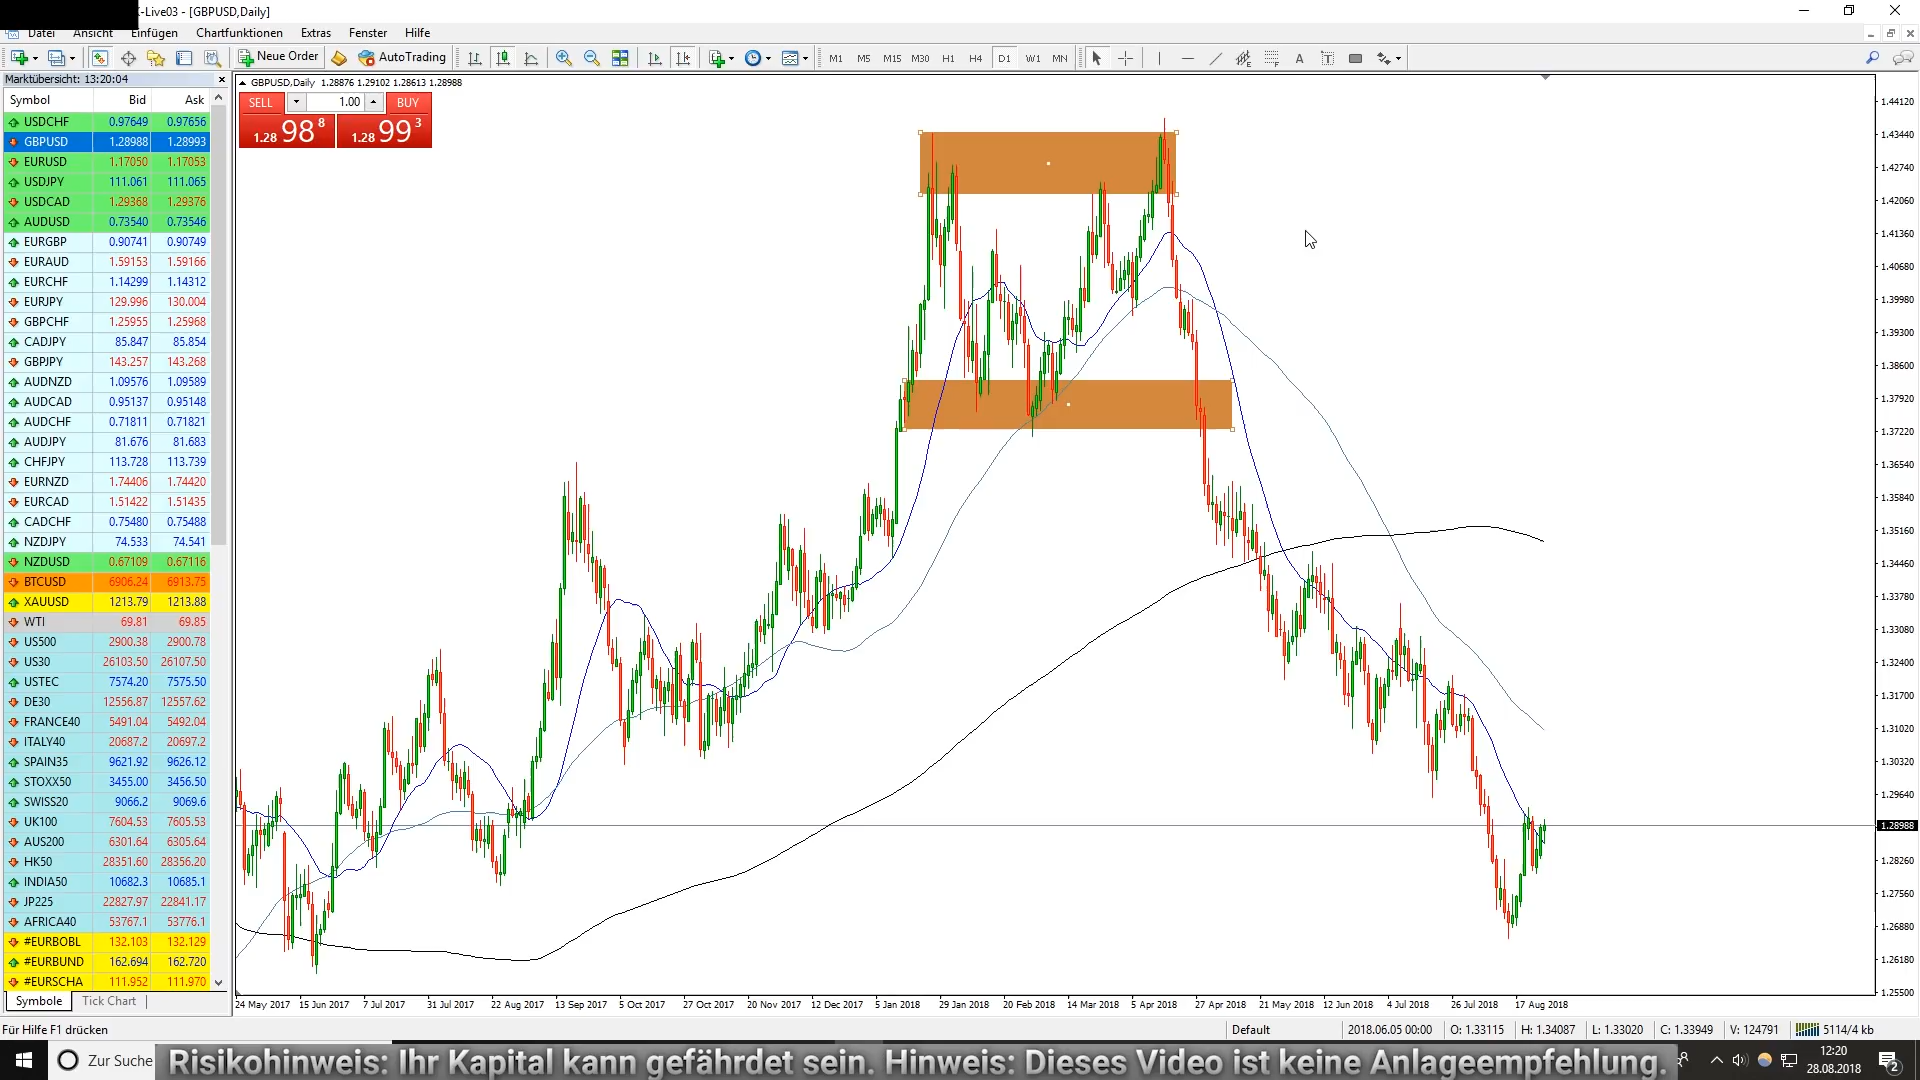 K-Live03 - [GBPUSD,Daily]
Datei Ansicht Einfügen Chartfunktionen Extras Fenster Hilfe
Neue Order AutoTrading M1 M5 M15 M30 H1 H4 D1 W1 MN
Marktübersicht: 13:20:04
Symbol Bid Ask
USDCHF 0.97649 0.97656
GBPUSD 1.28988 1.28993
EURUSD 1.17050 1.17053
USDJPY 111.061 111.065
USDCAD 1.29368 1.29376
AUDUSD 0.73540 0.73546
EURGBP 0.90741 0.90749
EURAUD 1.59153 1.59166
EURCHF 1.14299 1.14312
EURJPY 129.996 130.004
GBPCHF 1.25955 1.25968
CADJPY 85.847 85.854
GBPJPY 143.257 143.268
AUDNZD 1.09576 1.09589
AUDCAD 0.95137 0.95148
AUDCHF 0.71811 0.71821
AUDJPY 81.676 81.683
CHFJPY 113.728 113.739
EURNZD 1.74406 1.74420
EURCAD 1.51422 1.51435
CADCHF 0.75480 0.75488
NZDJPY 74.533 74.541
NZDUSD 0.67109 0.67116
BTCUSD 6906.24 6913.75
XAUUSD 1213.79 1213.88
WTI 69.81 69.85
US500 2900.38 2900.78
US30 26103.50 26107.50
USTEC 7574.20 7575.50
DE30 12556.87 12557.62
FRANCE40 5491.04 5492.04
ITALY40 20687.2 20697.2
SPAIN35 9621.92 9626.12
STOXX50 3455.00 3456.50
SWISS20 9066.2 9069.6
UK100 7604.53 7605.53
AUS200 6301.64 6305.64
HK50 28351.60 28356.20
INDIA50 10682.3 10685.1
JP225 22827.97 22841.17
AFRICA40 53767.1 53776.1
#EURBOBL 132.103 132.129
#EURBUND 162.694 162.720
#EURSCHA 111.952 111.970
Symbole Tick Chart
GBPUSD,Daily 1.28876 1.29102 1.28613 1.28988
SELL 1.00 BUY
1.28 98 8 1.28 99 3
1.44120
1.43440
1.42740
1.42060
1.41360
1.40680
1.39980
1.39300
1.38600
1.37920
1.37220
1.36540
1.35840
1.35160
1.34460
1.33780
1.33080
1.32400
1.31700
1.31020
1.30320
1.29640
1.28988
1.28260
1.27560
1.26880
1.26180
1.25500
24 May 2017 15 Jun 2017 7 Jul 2017 31 Jul 2017 22 Aug 2017 13 Sep 2017 5 Oct 2017 27 Oct 2017 20 Nov 2017 12 Dec 2017 5 Jan 2018 29 Jan 2018 20 Feb 2018 14 Mar 2018 5 Apr 2018 27 Apr 2018 21 May 2018 12 Jun 2018 4 Jul 2018 26 Jul 2018 17 Aug 2018
Für Hilfe F1 drücken Default 2018.06.05 00:00 O: 1.33115 H: 1.34087 L: 1.33020 C: 1.33949 V: 124791 5114/4 kb
Zur Suche
Risikohinweis: Ihr Kapital kann gefährdet sein. Hinweis: Dieses Video ist keine Anlageempfehlung.
12:20
28.08.2018
2